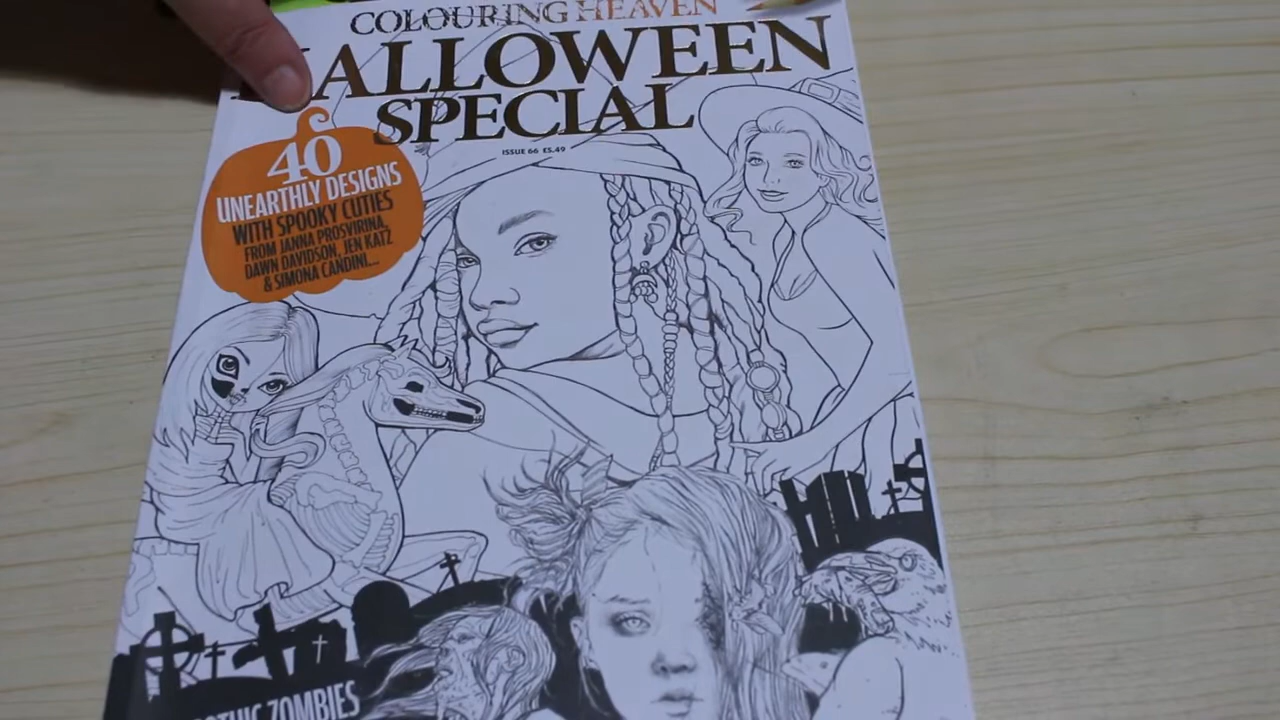 COLOURING HEAVEN
HALLOWEEN
SPECIAL
ISSUE 66 £5.49
40
UNEARTHLY DESIGNS
WITH SPOOKY CUTIES
FROM JANNA PROSVIRINA,
DAWN DAVIDSON, JEN KATZ
& SIMONA CANDINI...
ZOMBIES